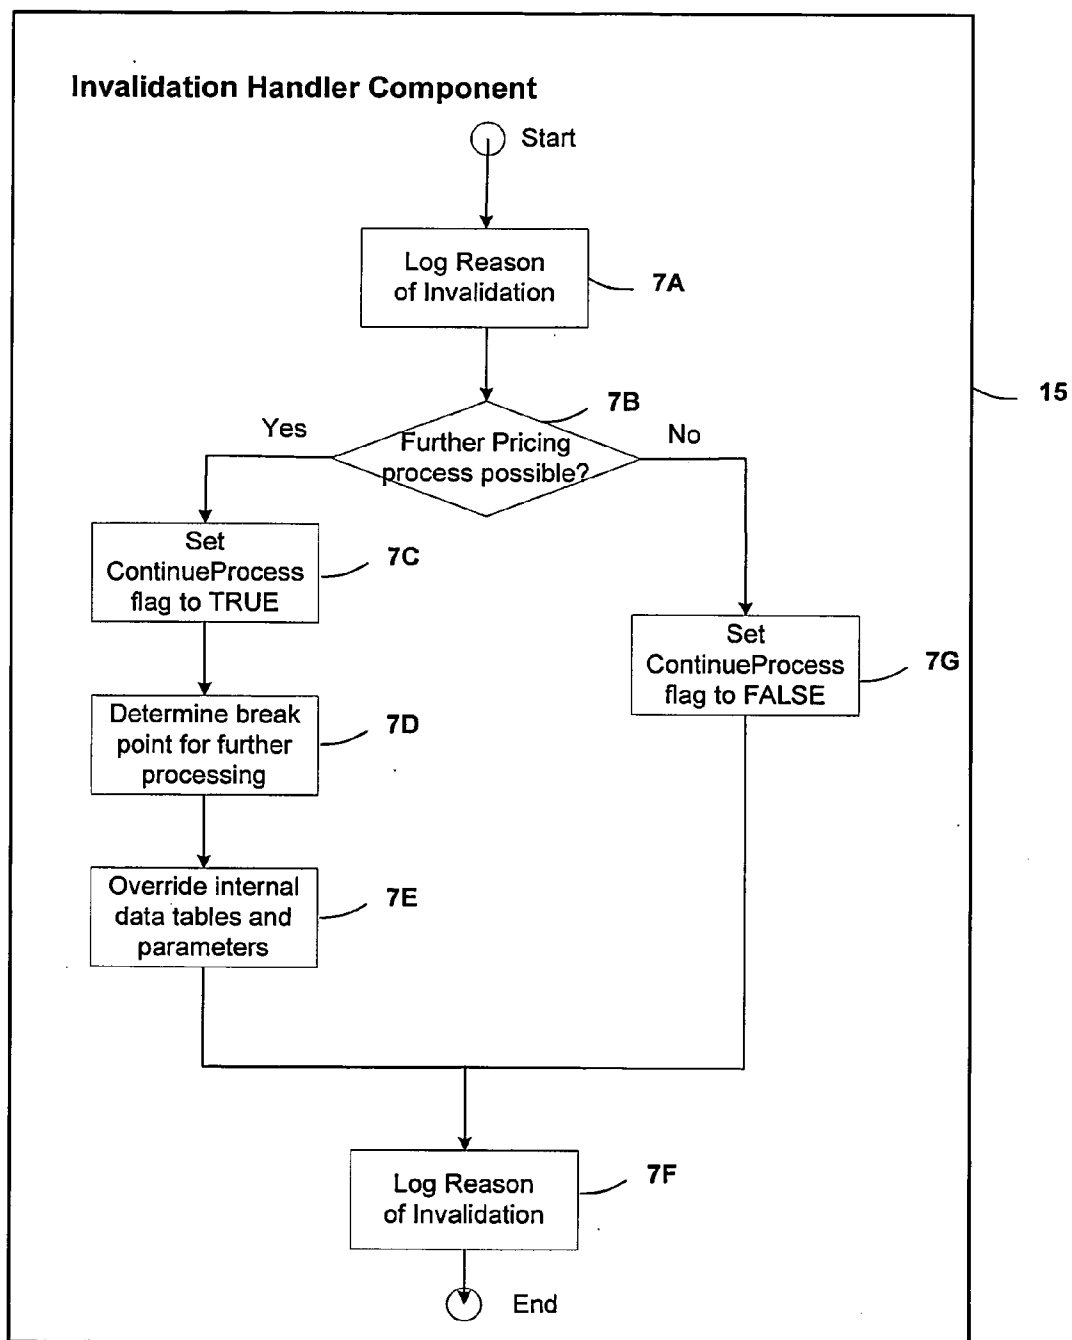 Invalidation Handler Component
Start
Log Reason
of Invalidation
7A
15
7B
Yes
No
Further Pricing
process possible?
Set
ContinueProcess
flag to TRUE
7C
Set
ContinueProcess
flag to FALSE
7G
Determine break
point for further
processing
7D
Override internal
data tables and
parameters
7E
Log Reason
of Invalidation
7F
End